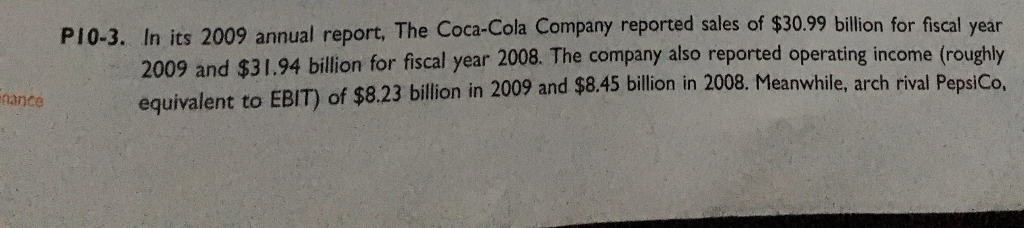 P10-3. In its 2009 annual report, The Coca-Cola Company reported sales of $30.99 billion for fiscal year
2009 and $31.94 billion for fiscal year 2008. The company also reported operating income (roughly
equivalent to EBIT) of $8.23 billion in 2009 and $8.45 billion in 2008. Meanwhile, arch rival PepsiCo,